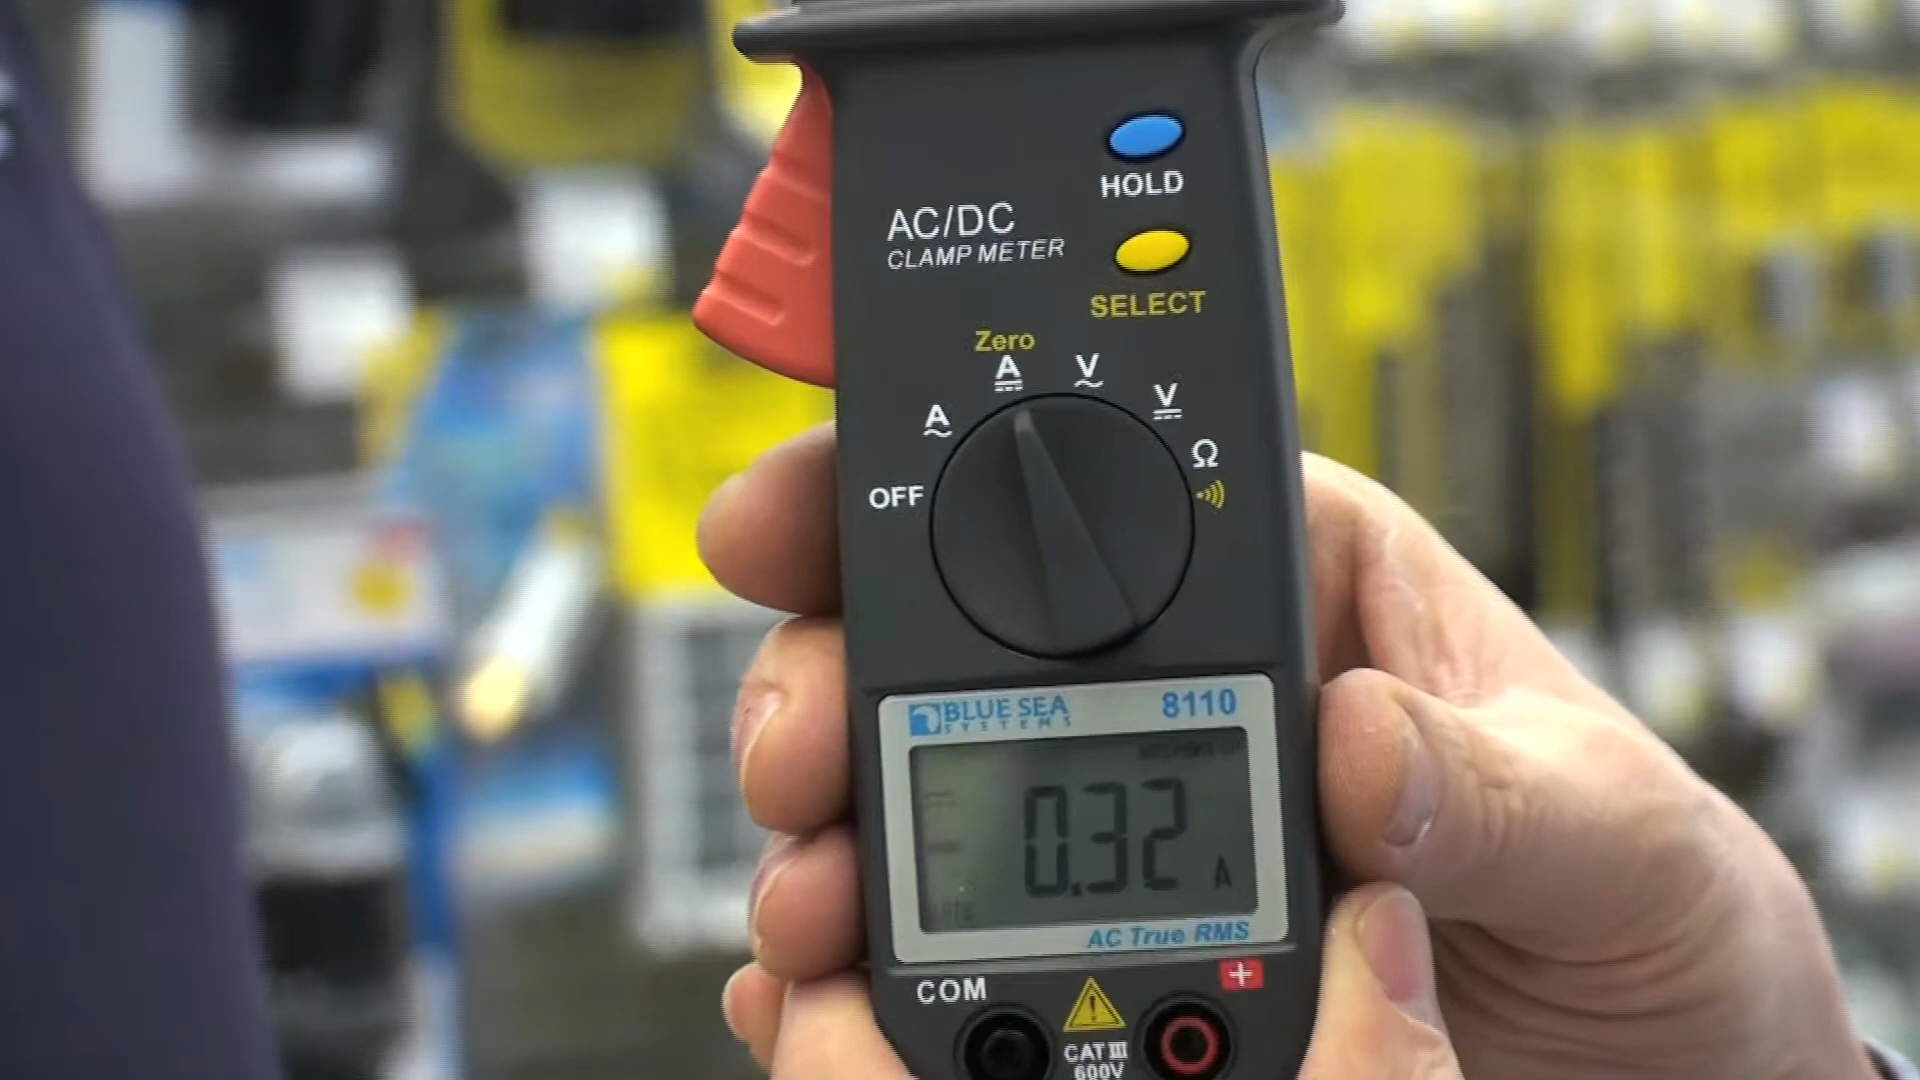 HOLD
AC/DC
CLAMP METER
SELECT
Zero
A
V
V
A
Ω
OFF
BLUE SEA
SYSTEMS
8110
0.32 A
AC True RMS
COM
+
CAT III
600V